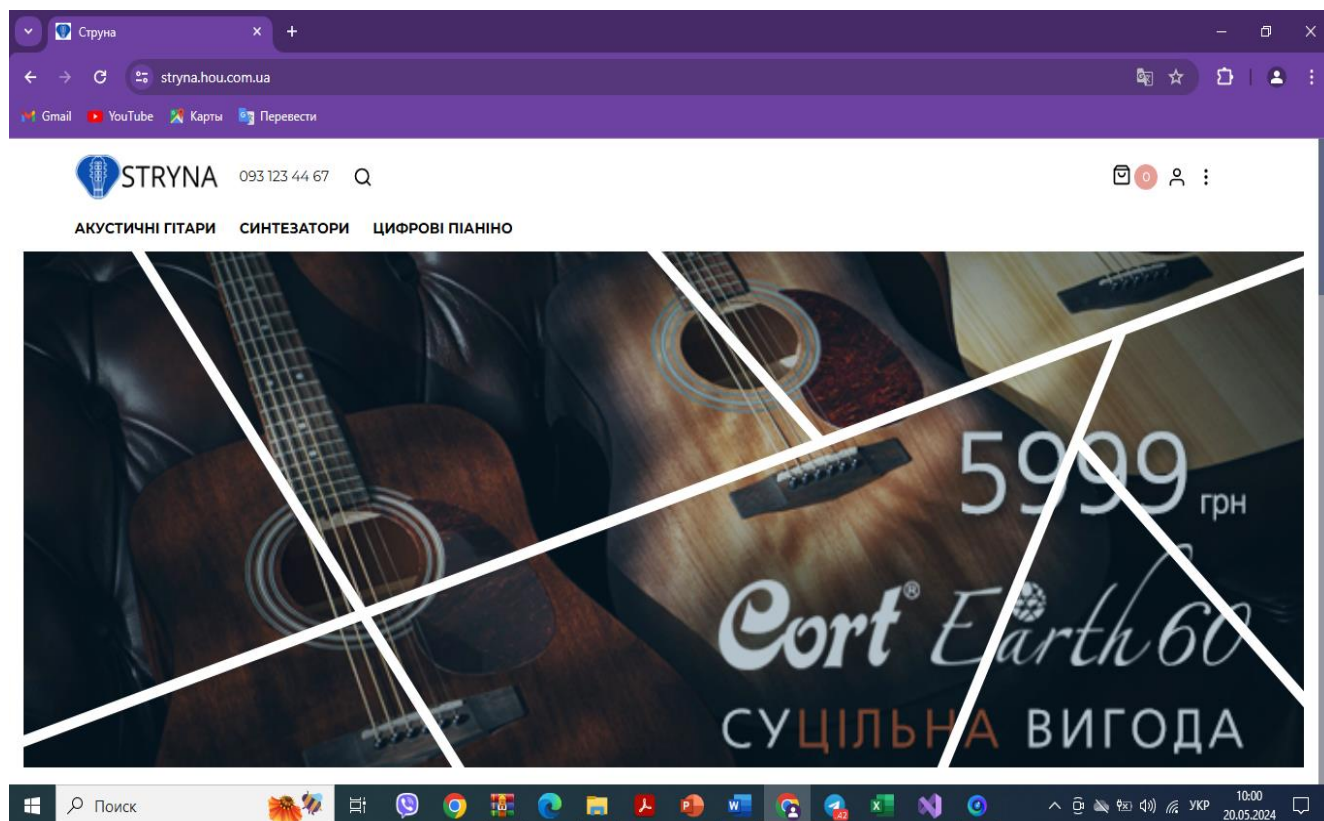 Струна
stryna.hou.com.ua
Gmail YouTube Карты Перевести
STRYNA 093 123 44 67 0
АКУСТИЧНІ ГІТАРИ СИНТЕЗАТОРИ ЦИФРОВІ ПІАНІНО
5999 грн
Cort® Earth 60
СУЦІЛЬНА ВИГОДА
Поиск УКР 10:00
20.05.2024